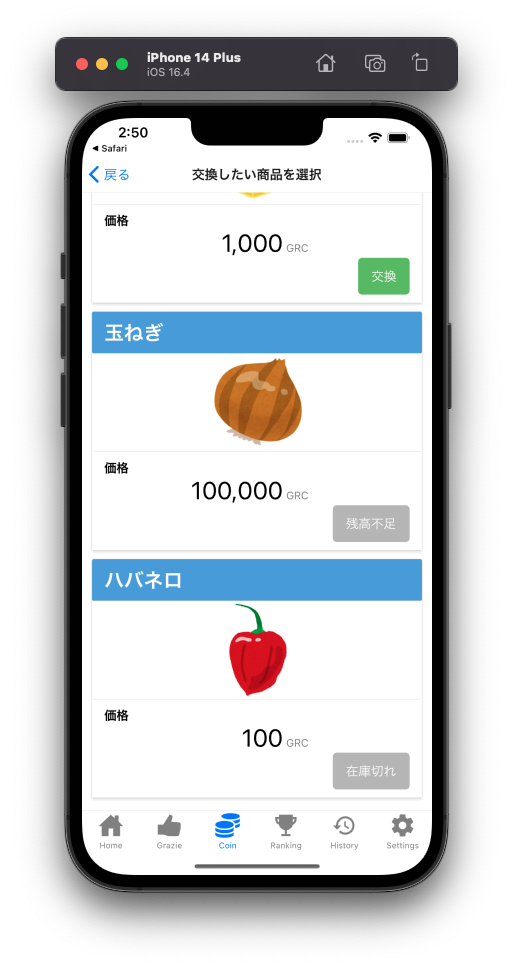 iPhone 14 Plus
iOS 16.4
2:50
◀ Safari
戻る
交換したい商品を選択
価格
1,000 GRC
交換
玉ねぎ
価格
100,000 GRC
残高不足
ハバネロ
価格
100 GRC
在庫切れ
Home Grazie Coin Ranking History Settings